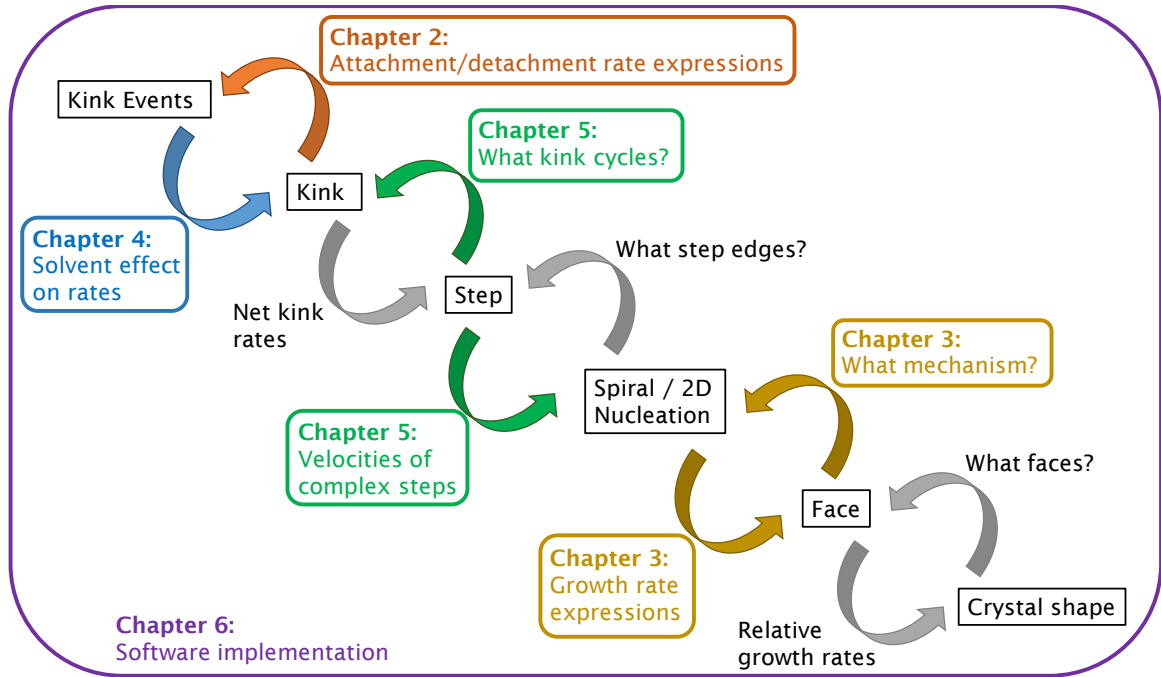 Chapter 2:
Attachment/detachment rate expressions
Kink Events
Chapter 5:
What kink cycles?
Kink
Chapter 4:
Solvent effect
on rates
What step edges?
Step
Net kink
rates
Chapter 3:
What mechanism?
Spiral / 2D
Nucleation
Chapter 5:
Velocities of
complex steps
What faces?
Face
Chapter 3:
Growth rate
expressions
Crystal shape
Chapter 6:
Software implementation
Relative
growth rates